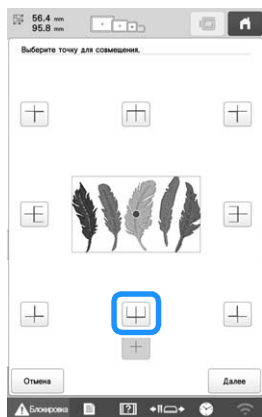 56.4 mm
95.8 mm
Выберите точку для совмещения.
Отмена
Далее
Блокировка